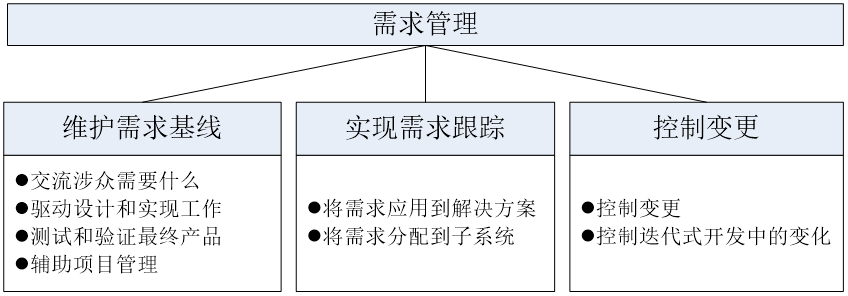 需求管理
维护需求基线
●交流涉众需要什么
●驱动设计和实现工作
●测试和验证最终产品
●辅助项目管理
实现需求跟踪
●将需求应用到解决方案
●将需求分配到子系统
控制变更
●控制变更
●控制迭代式开发中的变化